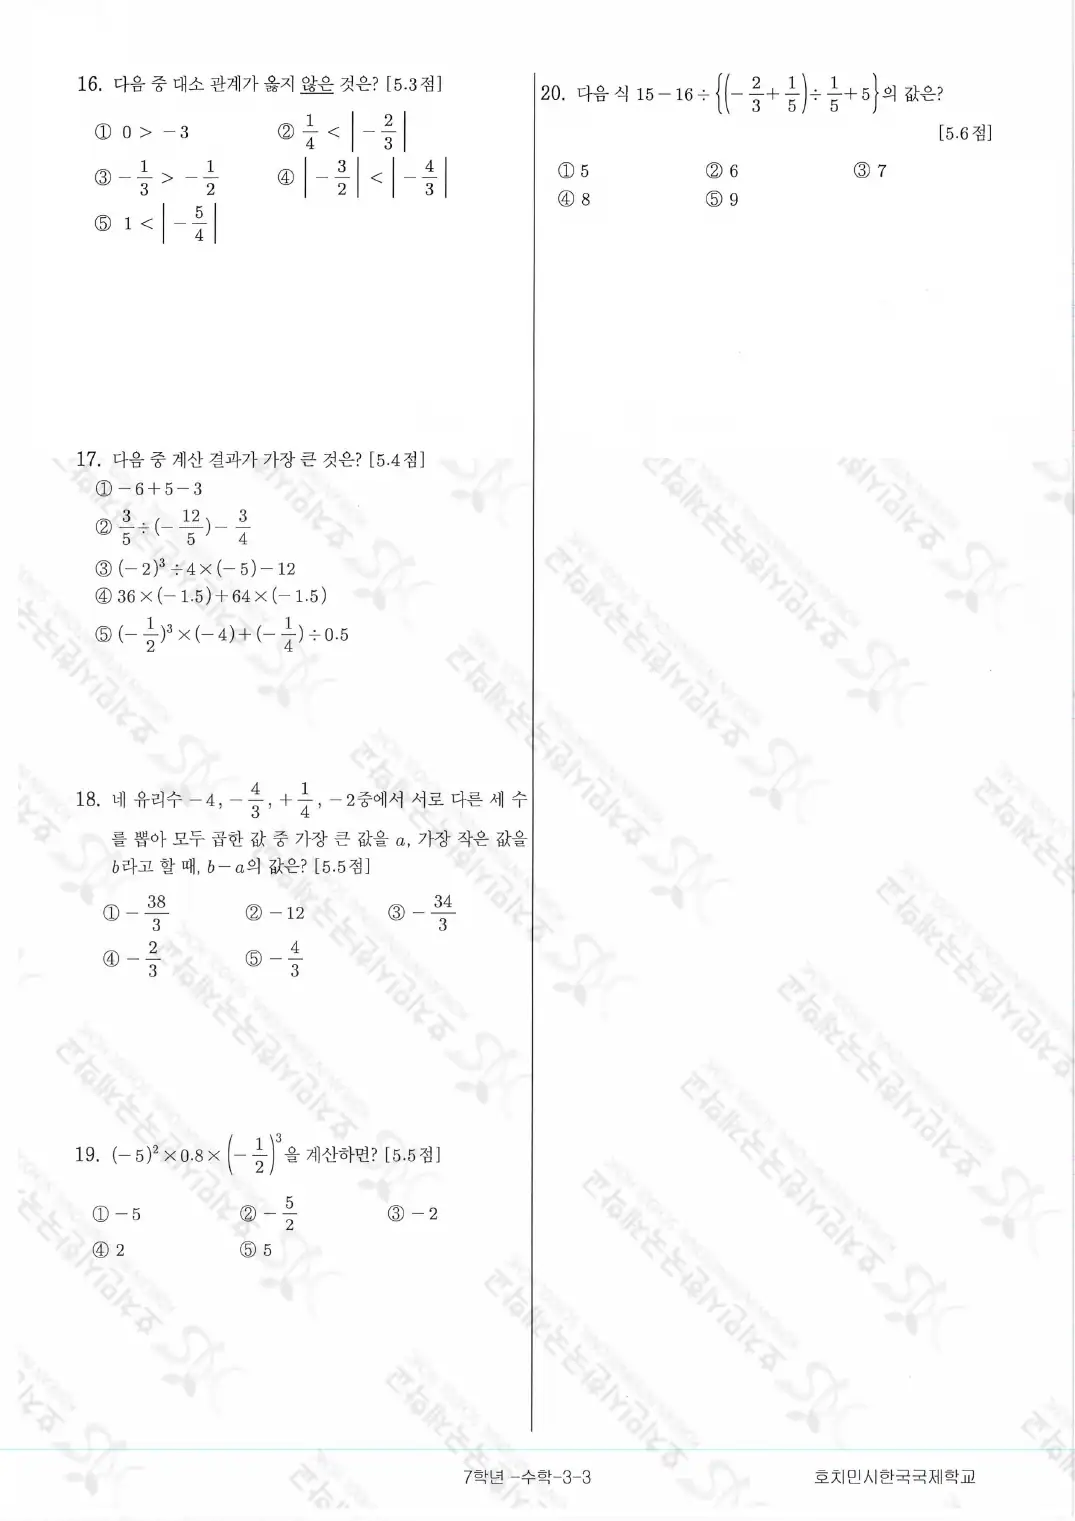 16. 다음 중 대소 관계가 옳지 않은 것은? [5.3점]
① 0 > -3 ② 1/4 < |-2/3|
③ -1/3 > -1/2 ④ |-3/2| < |-4/3|
⑤ 1 < |-5/4|
17. 다음 중 계산 결과가 가장 큰 것은? [5.4점]
① -6+5-3
② 3/5÷(-12/5)-3/4
③ (-2)³÷4×(-5)-12
④ 36×(-1.5)+64×(-1.5)
⑤ (-1/2)³×(-4)+(-1/4)÷0.5
18. 네 유리수 -4, -4/3, +1/4, -2중에서 서로 다른 세 수
를 뽑아 모두 곱한 값 중 가장 큰 값을 a, 가장 작은 값을
b라고 할 때, b-a의 값은? [5.5점]
① -38/3 ② -12 ③ -34/3
④ -2/3 ⑤ -4/3
19. (-5)²×0.8×(-1/2)³을 계산하면? [5.5점]
① -5 ② -5/2 ③ -2
④ 2 ⑤ 5
20. 다음 식 15-16÷{(-2/3+1/5)÷1/5+5}의 값은?
[5.6점]
① 5 ② 6 ③ 7
④ 8 ⑤ 9
7학년 -수학-3-3 호치민시한국국제학교